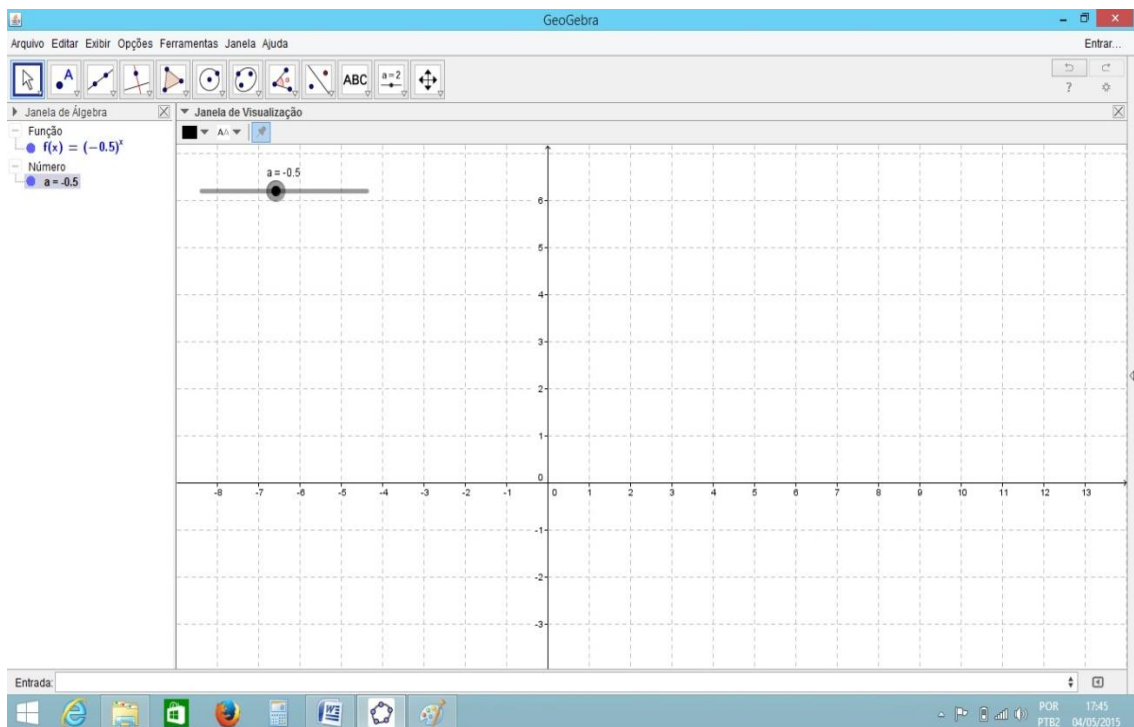 GeoGebra
Arquivo Editar Exibir Opções Ferramentas Janela Ajuda
Entrar...
A
ABC
a=2
?
Janela de Álgebra
Janela de Visualização
Função
f(x) = (−0.5)^x
Número
a = -0.5
AA
a = -0.5
6
5
4
3
2
1
0
-8 -7 -6 -5 -4 -3 -2 -1 0 1 2 3 4 5 6 7 8 9 10 11 12 13
-1
-2
-3
Entrada:
POR 17:45
PTB2 04/05/2015